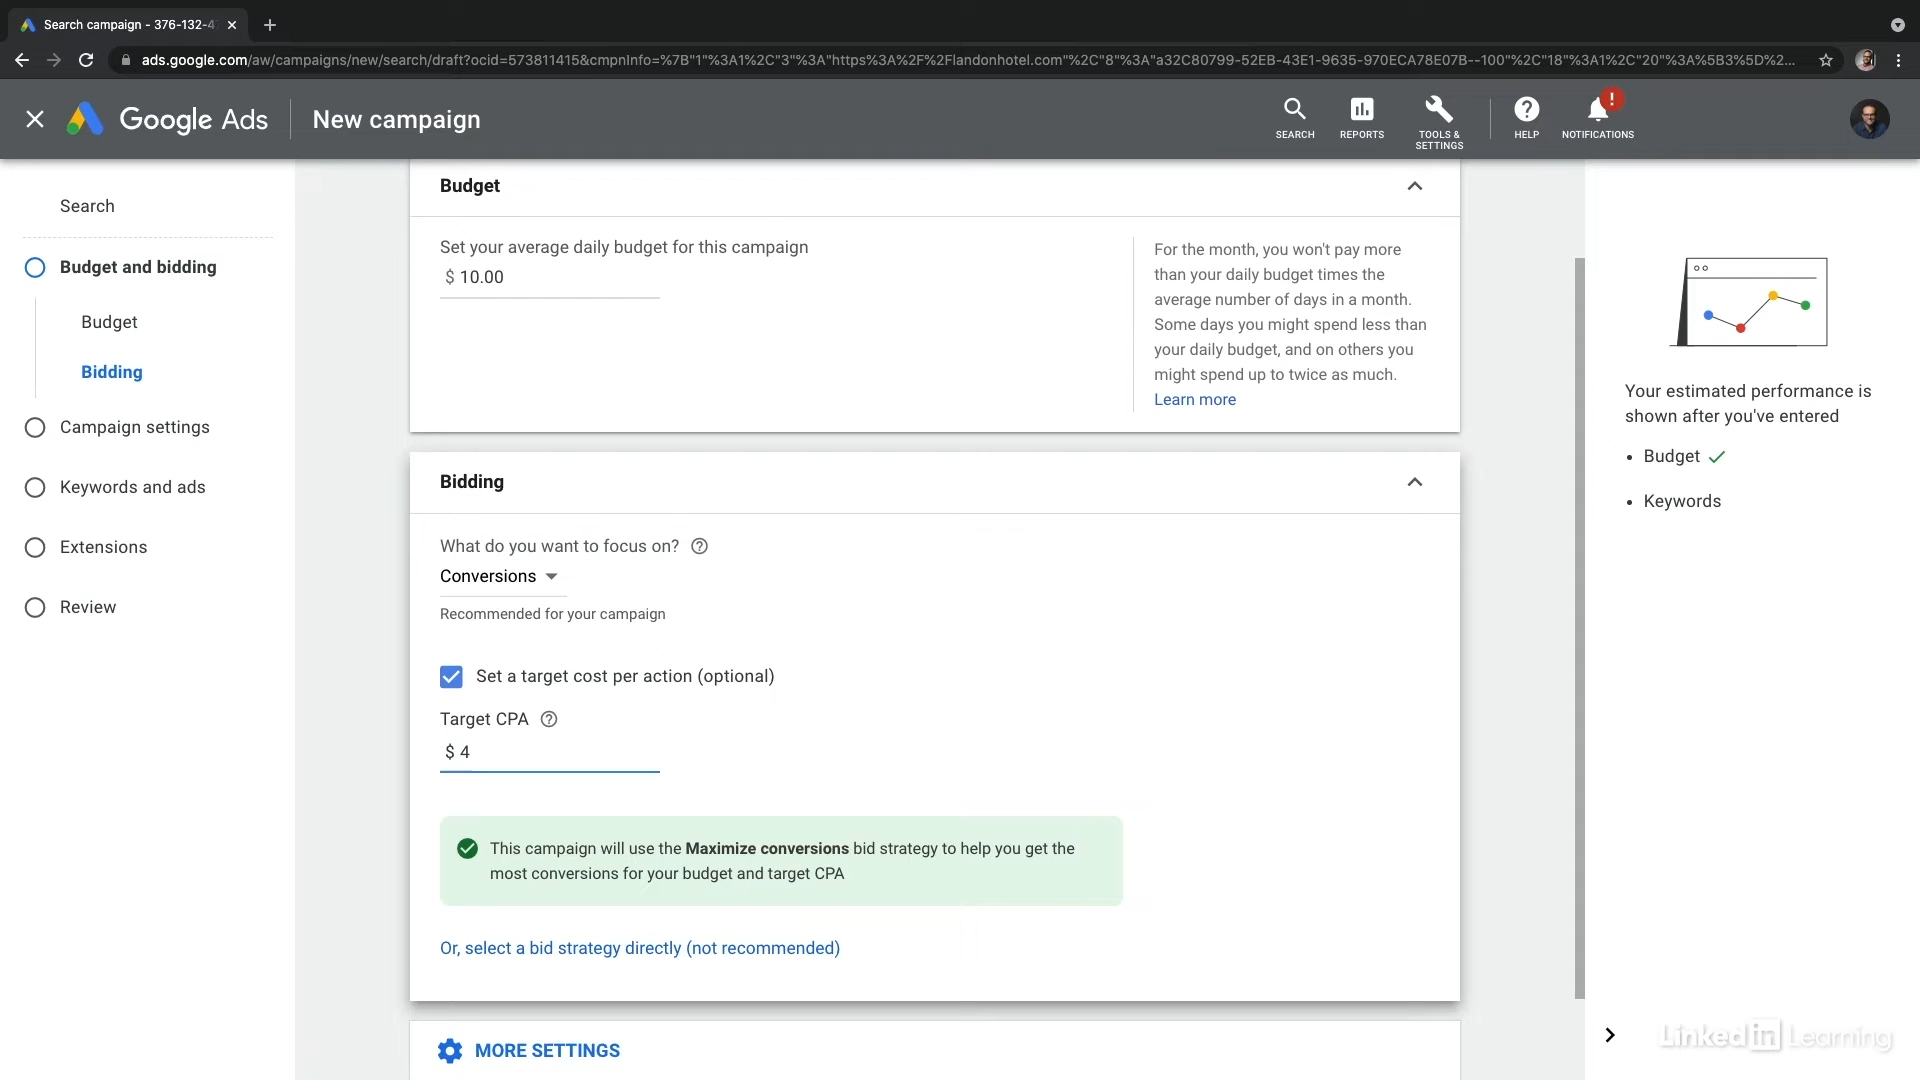 Search campaign - 376-132-4
ads.google.com/aw/campaigns/new/search/draft?ocid=573811415&cmpnInfo=%7B"1"%3A1%2C"3"%3A"https%3A%2F%2Flandonhotel.com"%2C"8"%3A"a32C80799-52EB-43E1-9635-970ECA78E07B--100"%2C"18"%3A1%2C"20"%3A%5B3%5D%2...
Google Ads
New campaign
SEARCH
REPORTS
TOOLS &
SETTINGS
HELP
!
NOTIFICATIONS
Search
Budget and bidding
Budget
Bidding
Campaign settings
Keywords and ads
Extensions
Review
Budget
Set your average daily budget for this campaign
$ 10.00
For the month, you won't pay more
than your daily budget times the
average number of days in a month.
Some days you might spend less than
your daily budget, and on others you
might spend up to twice as much.
Learn more
Bidding
What do you want to focus on?
Conversions
Recommended for your campaign
Set a target cost per action (optional)
Target CPA
$ 4
This campaign will use the Maximize conversions bid strategy to help you get the
most conversions for your budget and target CPA
Or, select a bid strategy directly (not recommended)
MORE SETTINGS
Your estimated performance is
shown after you've entered
• Budget
• Keywords
Linked in Learning